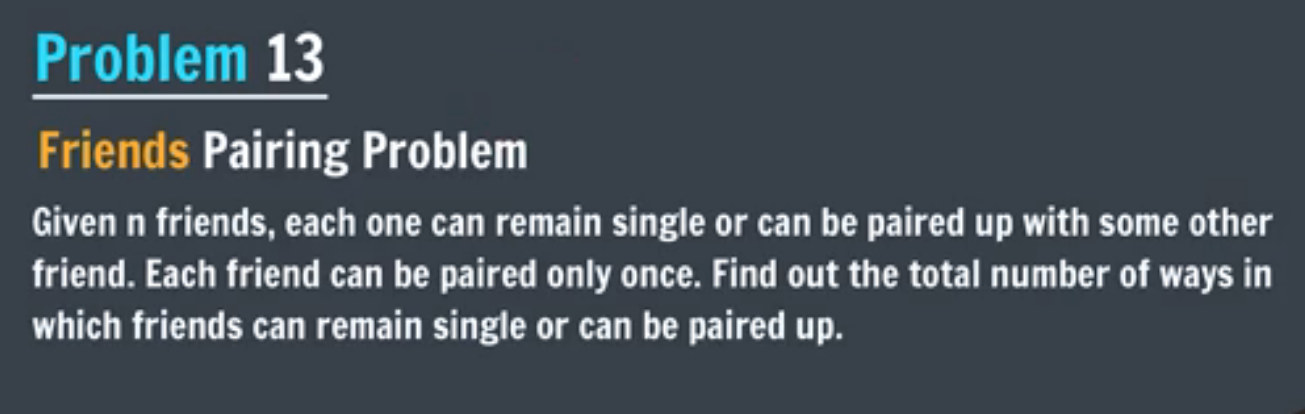 Problem 13
Friends Pairing Problem
Given n friends, each one can remain single or can be paired up with some other
friend. Each friend can be paired only once. Find out the total number of ways in
which friends can remain single or can be paired up.